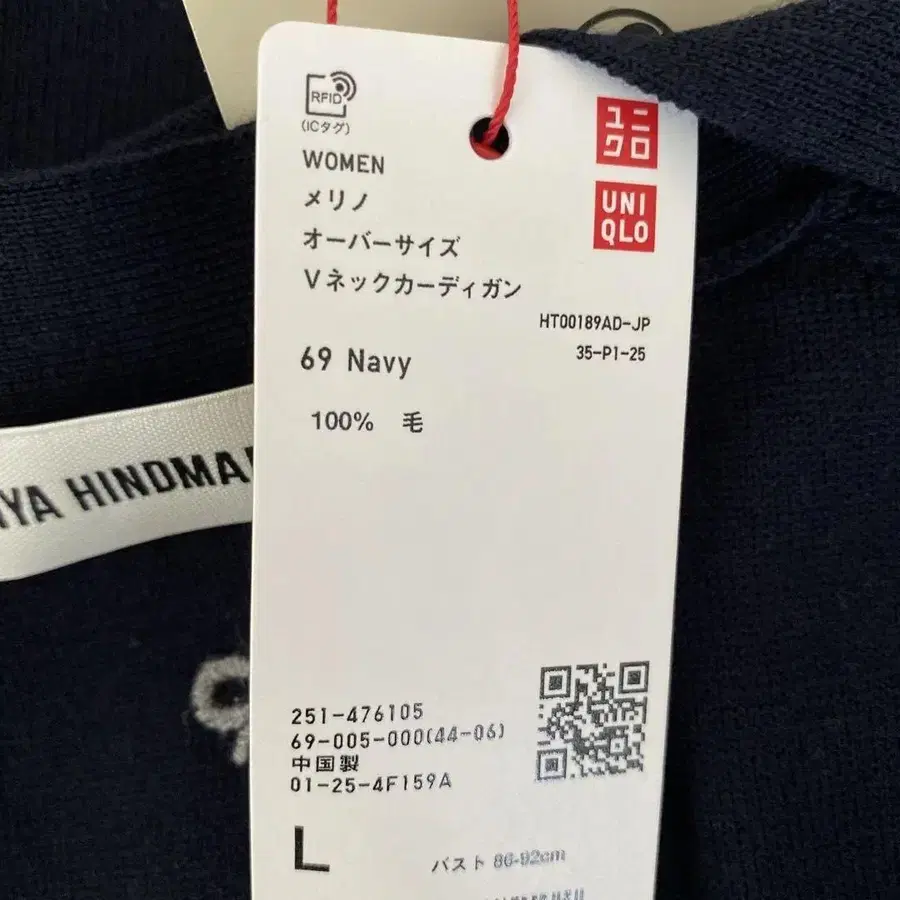 RFID
(ICタグ)
WOMEN
メリノ
オーバーサイズ
Vネックカーディガン
ユニ
クロ
UNI
QLO
HT00189AD-JP
35-P1-25
69 Navy
100% 毛
YA HINDMA
251-476105
69-005-000(44-06)
中国製
01-25-4F159A
L
バスト 86-92cm